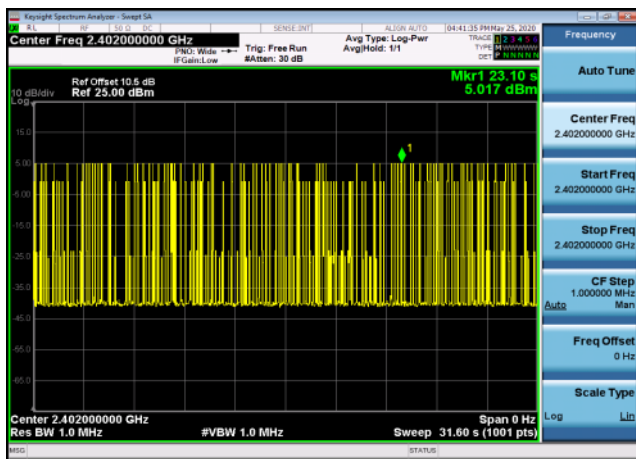 Keysight Spectrum Analyzer - Swept SA
RL RF 50 Ω DC SENSE:INT ALIGN AUTO 04:41:35 PM May 25, 2020
Center Freq 2.402000000 GHz
PNO: Wide
IFGain:Low
Trig: Free Run
#Atten: 30 dB
Avg Type: Log-Pwr
Avg|Hold: 1/1
TRACE 1 2 3 4 5 6
TYPE MWWWWW
DET P NNNNN
Ref Offset 10.5 dB
10 dB/div Ref 25.00 dBm
Log
Mkr1 23.10 s
5.017 dBm
15.0
5.00
-5.00
-15.0
-25.0
-35.0
-45.0
-55.0
-65.0
1
Center 2.402000000 GHz Span 0 Hz
Res BW 1.0 MHz #VBW 1.0 MHz Sweep 31.60 s (1001 pts)
MSG STATUS
Frequency
Auto Tune
Center Freq
2.402000000 GHz
Start Freq
2.402000000 GHz
Stop Freq
2.402000000 GHz
CF Step
1.000000 MHz
Auto Man
Freq Offset
0 Hz
Scale Type
Log Lin